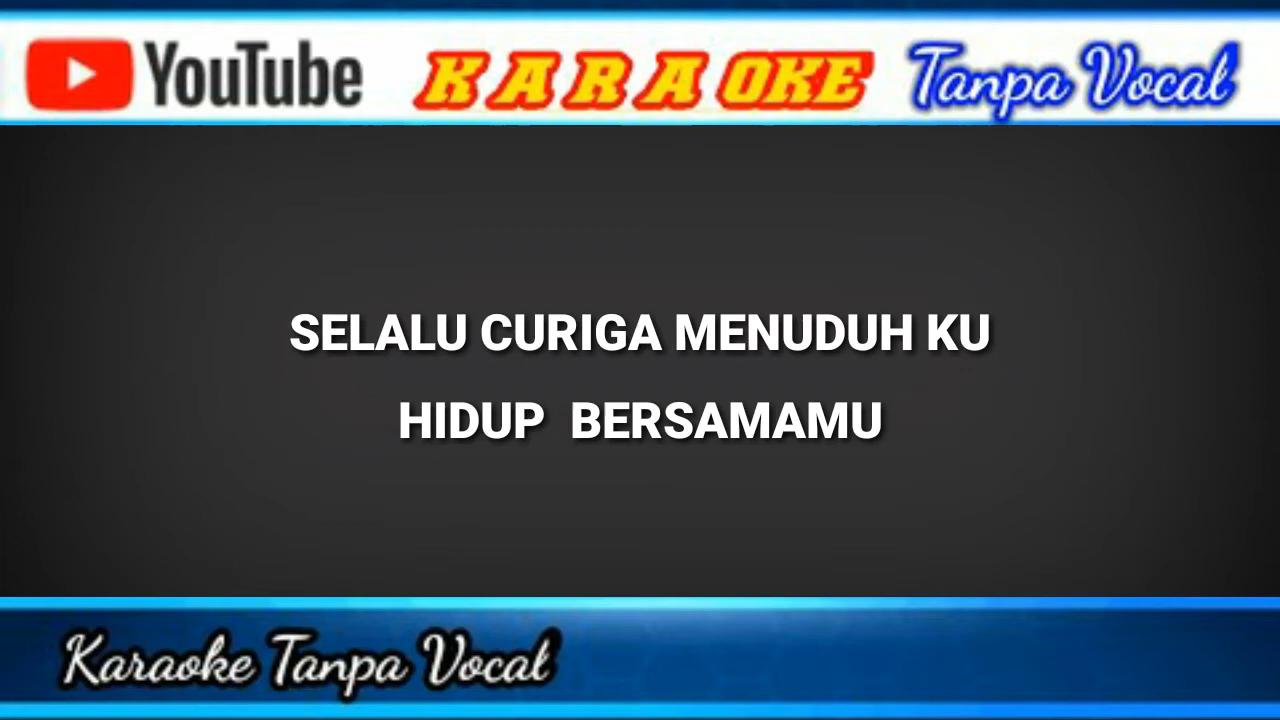 YouTube KARAOKE Tanpa Vocal
SELALU CURIGA MENUDUH KU
HIDUP BERSAMAMU
Karaoke Tanpa Vocal